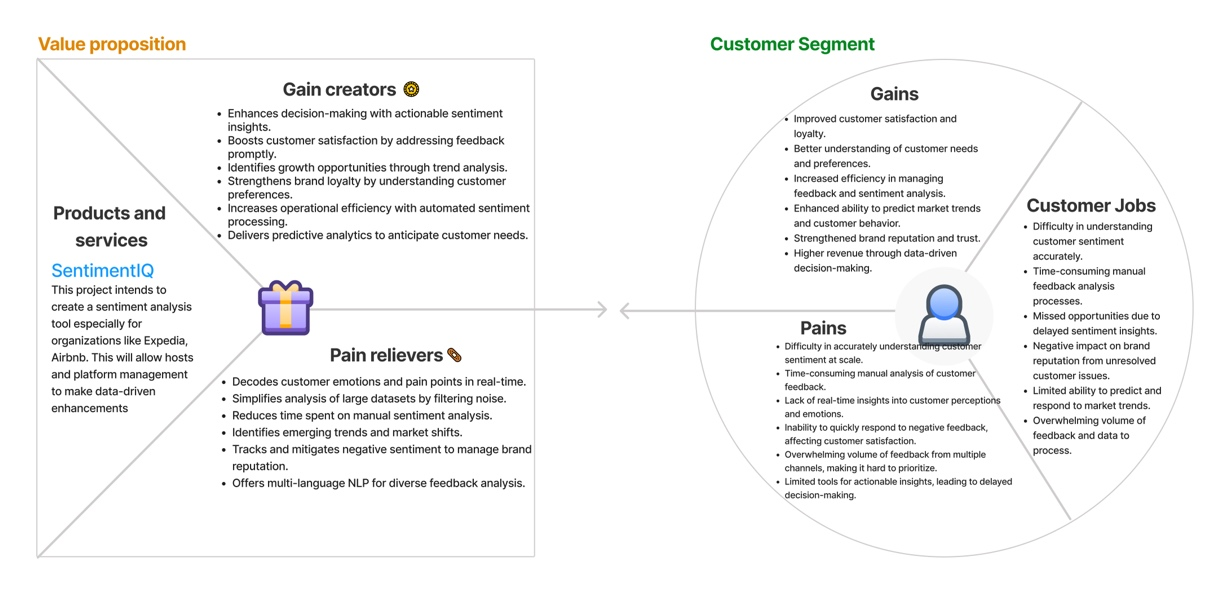 Value proposition
Gain creators
• Enhances decision-making with actionable sentiment
insights.
• Boosts customer satisfaction by addressing feedback
promptly.
• Identifies growth opportunities through trend analysis.
• Strengthens brand loyalty by understanding customer
preferences.
• Increases operational efficiency with automated sentiment
processing.
• Delivers predictive analytics to anticipate customer needs.
Products and
services
SentimentIQ
This project intends to
create a sentiment analysis
tool especially for
organizations like Expedia,
Airbnb. This will allow hosts
and platform management
to make data-driven
enhancements
Pain relievers
• Decodes customer emotions and pain points in real-time.
• Simplifies analysis of large datasets by filtering noise.
• Reduces time spent on manual sentiment analysis.
• Identifies emerging trends and market shifts.
• Tracks and mitigates negative sentiment to manage brand
reputation.
• Offers multi-language NLP for diverse feedback analysis.
Customer Segment
Gains
• Improved customer satisfaction and
loyalty.
• Better understanding of customer needs
and preferences.
• Increased efficiency in managing
feedback and sentiment analysis.
• Enhanced ability to predict market trends
and customer behavior.
• Strengthened brand reputation and trust.
• Higher revenue through data-driven
decision-making.
Customer Jobs
• Difficulty in understanding
customer sentiment
accurately.
• Time-consuming manual
feedback analysis
processes.
• Missed opportunities due to
delayed sentiment insights.
• Negative impact on brand
reputation from unresolved
customer issues.
• Limited ability to predict and
respond to market trends.
• Overwhelming volume of
feedback and data to
process.
Pains
• Difficulty in accurately understanding customer
sentiment at scale.
• Time-consuming manual analysis of customer
feedback.
• Lack of real-time insights into customer perceptions
and emotions.
• Inability to quickly respond to negative feedback,
affecting customer satisfaction.
• Overwhelming volume of feedback from multiple
channels, making it hard to prioritize.
• Limited tools for actionable insights, leading to delayed
decision-making.